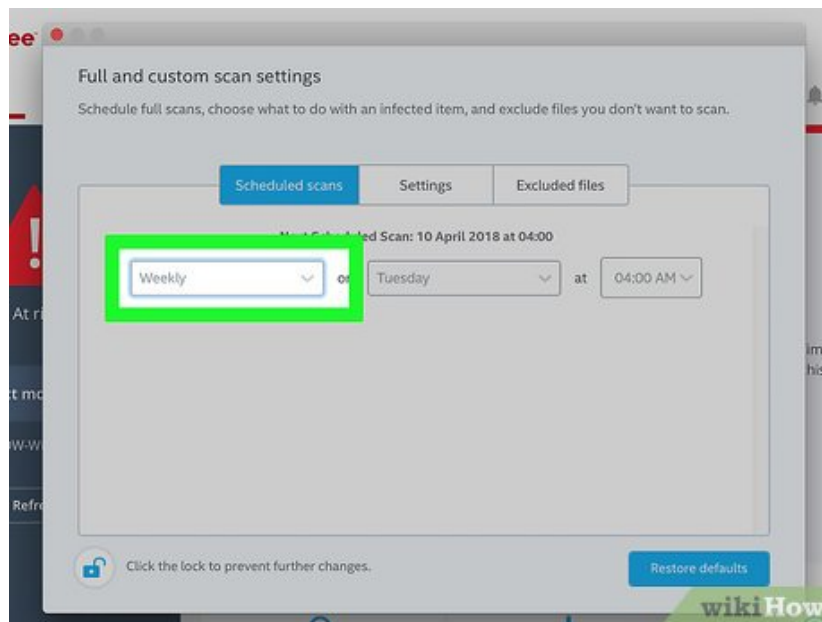 ee
Full and custom scan settings
Schedule full scans, choose what to do with an infected item, and exclude files you don't want to scan.
Scheduled scans Settings Excluded files
Scan: 10 April 2018 at 04:00
Weekly Tuesday at 04:00 AM
At
Click the lock to prevent further changes.
Restore defaults
wikiHow